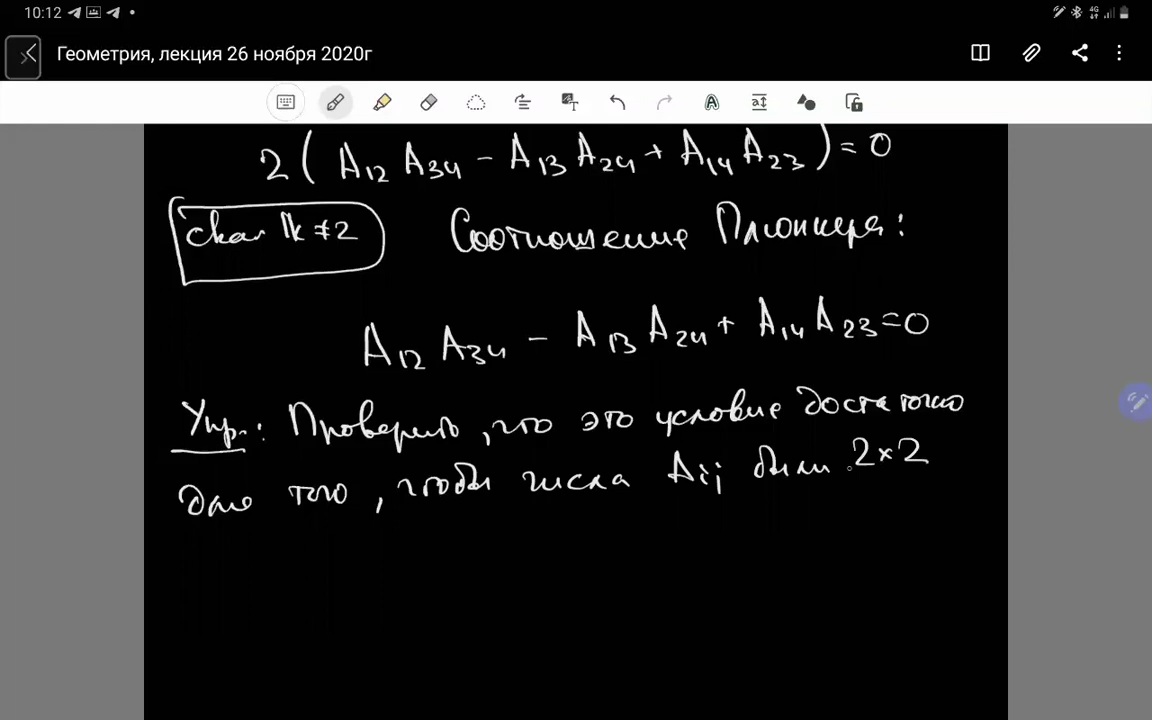 10:12
4G
Геометрия, лекция 26 ноября 2020г
2 ( A₁₂ A₃₄ − A₁₃ A₂₄ + A₁₄ A₂₃ ) = 0
char 𝕜 ≠ 2 Соотношение Плюккера:
A₁₂ A₃₄ − A₁₃ A₂₄ + A₁₄ A₂₃ = 0
Упр.: Проверить, что это условие достаточно
для того, чтобы числа Aij были 2×2